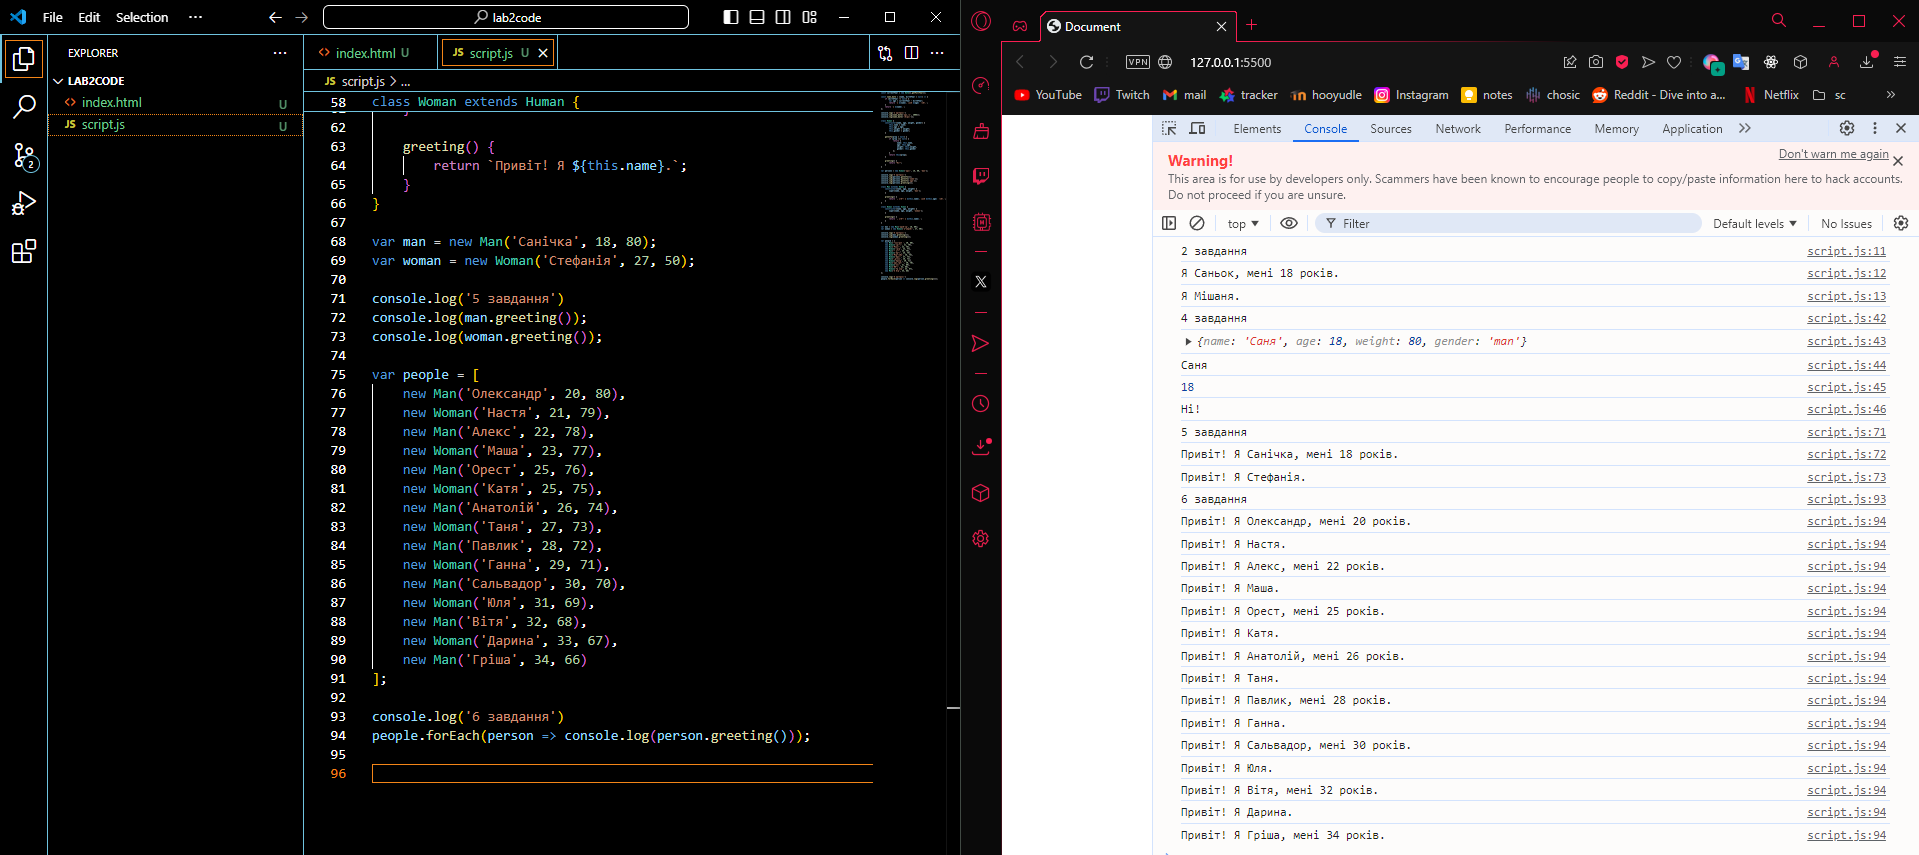 File Edit Selection ··· lab2code
EXPLORER ···
LAB2CODE
<> index.html U
JS script.js U
2
<> index.html U JS script.js U
JS script.js > ...
58 class Woman extends Human {
62
63 greeting() {
64 return `Привіт! Я ${this.name}.`;
65 }
66 }
67
68 var man = new Man('Санічка', 18, 80);
69 var woman = new Woman('Стефанія', 27, 50);
70
71 console.log('5 завдання')
72 console.log(man.greeting());
73 console.log(woman.greeting());
74
75 var people = [
76 new Man('Олександр', 20, 80),
77 new Woman('Настя', 21, 79),
78 new Man('Алекс', 22, 78),
79 new Woman('Маша', 23, 77),
80 new Man('Орест', 25, 76),
81 new Woman('Катя', 25, 75),
82 new Man('Анатолій', 26, 74),
83 new Woman('Таня', 27, 73),
84 new Man('Павлик', 28, 72),
85 new Woman('Ганна', 29, 71),
86 new Man('Сальвадор', 30, 70),
87 new Woman('Юля', 31, 69),
88 new Man('Вітя', 32, 68),
89 new Woman('Дарина', 33, 67),
90 new Man('Гріша', 34, 66)
91 ];
92
93 console.log('6 завдання')
94 people.forEach(person => console.log(person.greeting()));
95
96
Document
VPN 127.0.0.1:5500
YouTube Twitch mail tracker hooyudle Instagram notes chosic Reddit - Dive into a... Netflix sc
Elements Console Sources Network Performance Memory Application
Warning! Don't warn me again
This area is for use by developers only. Scammers have been known to encourage people to copy/paste information here to hack accounts.
Do not proceed if you are unsure.
top Filter Default levels No Issues
2 завдання script.js:11
Я Саньок, мені 18 років. script.js:12
Я Мішаня. script.js:13
4 завдання script.js:42
{name: 'Саня', age: 18, weight: 80, gender: 'man'} script.js:43
Саня script.js:44
18 script.js:45
Ні! script.js:46
5 завдання script.js:71
Привіт! Я Санічка, мені 18 років. script.js:72
Привіт! Я Стефанія. script.js:73
6 завдання script.js:93
Привіт! Я Олександр, мені 20 років. script.js:94
Привіт! Я Настя. script.js:94
Привіт! Я Алекс, мені 22 років. script.js:94
Привіт! Я Маша. script.js:94
Привіт! Я Орест, мені 25 років. script.js:94
Привіт! Я Катя. script.js:94
Привіт! Я Анатолій, мені 26 років. script.js:94
Привіт! Я Таня. script.js:94
Привіт! Я Павлик, мені 28 років. script.js:94
Привіт! Я Ганна. script.js:94
Привіт! Я Сальвадор, мені 30 років. script.js:94
Привіт! Я Юля. script.js:94
Привіт! Я Вітя, мені 32 років. script.js:94
Привіт! Я Дарина. script.js:94
Привіт! Я Гріша, мені 34 років. script.js:94